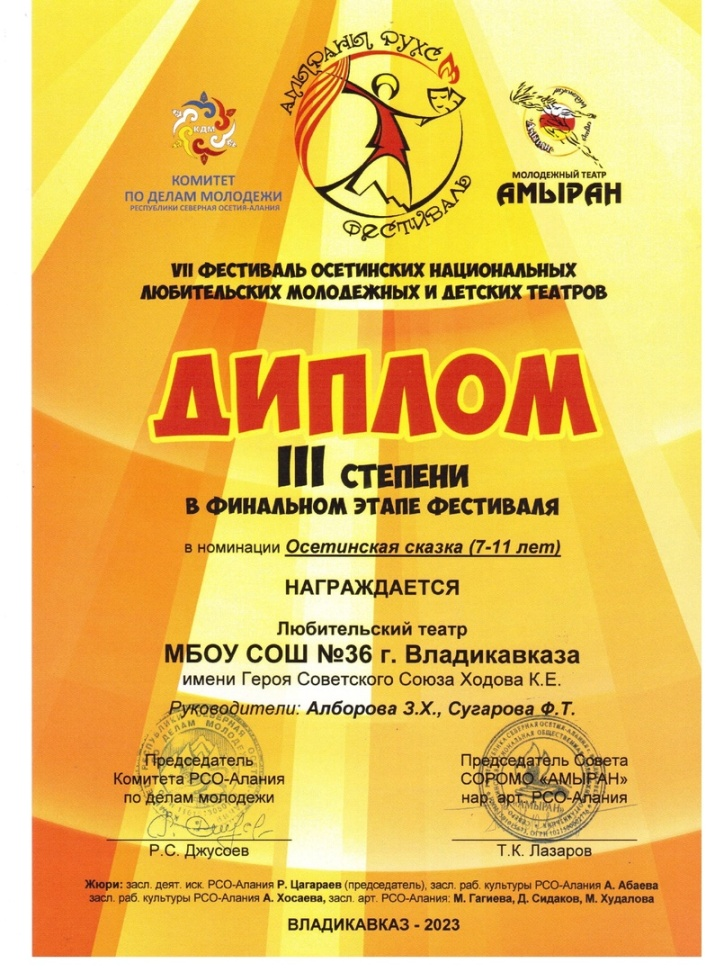 АМЫРАНЫ РУХС
ФЕСТИВАЛЬ
КДМ
КОМИТЕТ
ПО ДЕЛАМ МОЛОДЕЖИ
РЕСПУБЛИКИ СЕВЕРНАЯ ОСЕТИЯ-АЛАНИЯ
МОЛОДЕЖНЫЙ ТЕАТР
АМЫРАН
VII ФЕСТИВАЛЬ ОСЕТИНСКИХ НАЦИОНАЛЬНЫХ
ЛЮБИТЕЛЬСКИХ МОЛОДЕЖНЫХ И ДЕТСКИХ ТЕАТРОВ
ДИПЛОМ
III СТЕПЕНИ
В ФИНАЛЬНОМ ЭТАПЕ ФЕСТИВАЛЯ
в номинации Осетинская сказка (7-11 лет)
НАГРАЖДАЕТСЯ
Любительский театр
МБОУ СОШ №36 г. Владикавказа
имени Героя Советского Союза Ходова К.Е.
Руководители: Алборова З.Х., Сугарова Ф.Т.
Председатель
Комитета РСО-Алания
по делам молодежи
Р.С. Джусоев
Председатель Совета
СОРОМО «АМЫРАН»
нар. арт. РСО-Алания
Т.К. Лазаров
Жюри: засл. деят. иск. РСО-Алания Р. Цагараев (председатель), засл. раб. культуры РСО-Алания А. Абаева
засл. раб. культуры РСО-Алания А. Хосаева, засл. арт. РСО-Алания: М. Гагиева, Д. Сидаков, М. Худалова
ВЛАДИКАВКАЗ - 2023